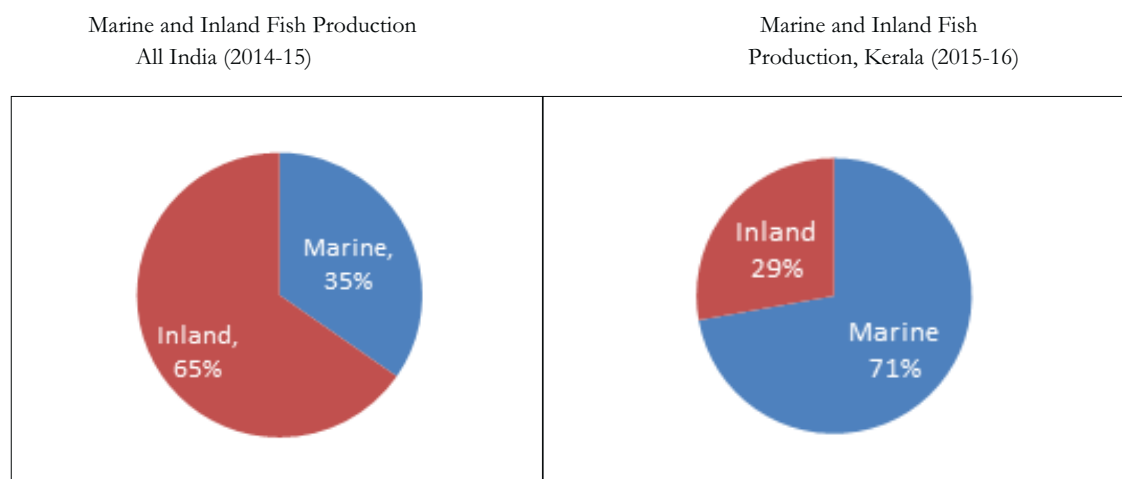 Marine and Inland Fish Production
All India (2014-15)
Marine and Inland Fish
Production, Kerala (2015-16)
Marine,
35%
Inland,
65%
Inland
29%
Marine
71%